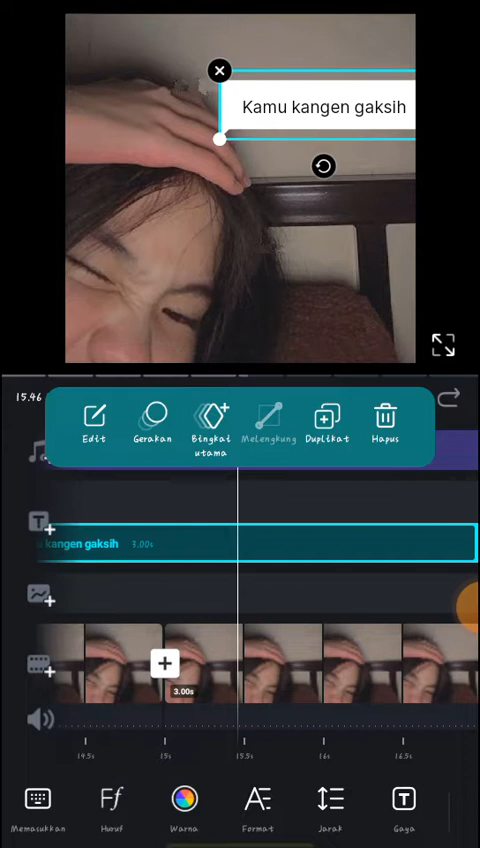 Kamu kangen gaksih
15.46
Edit
Gerakan
Bingkai
utama
Melengkung
Duplikat
Hapus
kangen gaksih 3.00s
3.00s
14.5s
15s
15.5s
16s
16.5s
Memasukkan
Ff
Huruf
Warna
Format
Jarak
Gaya